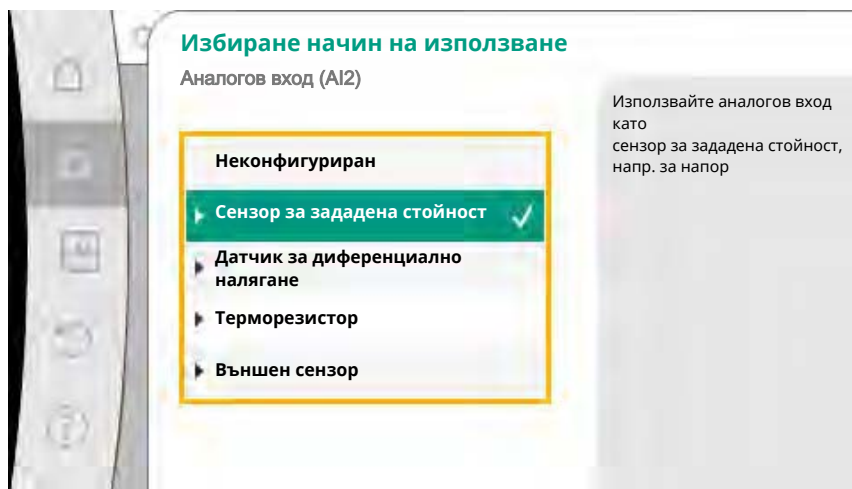 Избиране начин на използване
Аналогов вход (AI2)
Използвайте аналогов вход
като
сензор за зададена стойност,
напр. за напор
Неконфигуриран
Сензор за зададена стойност
Датчик за диференциално
налягане
Терморезистор
Външен сензор